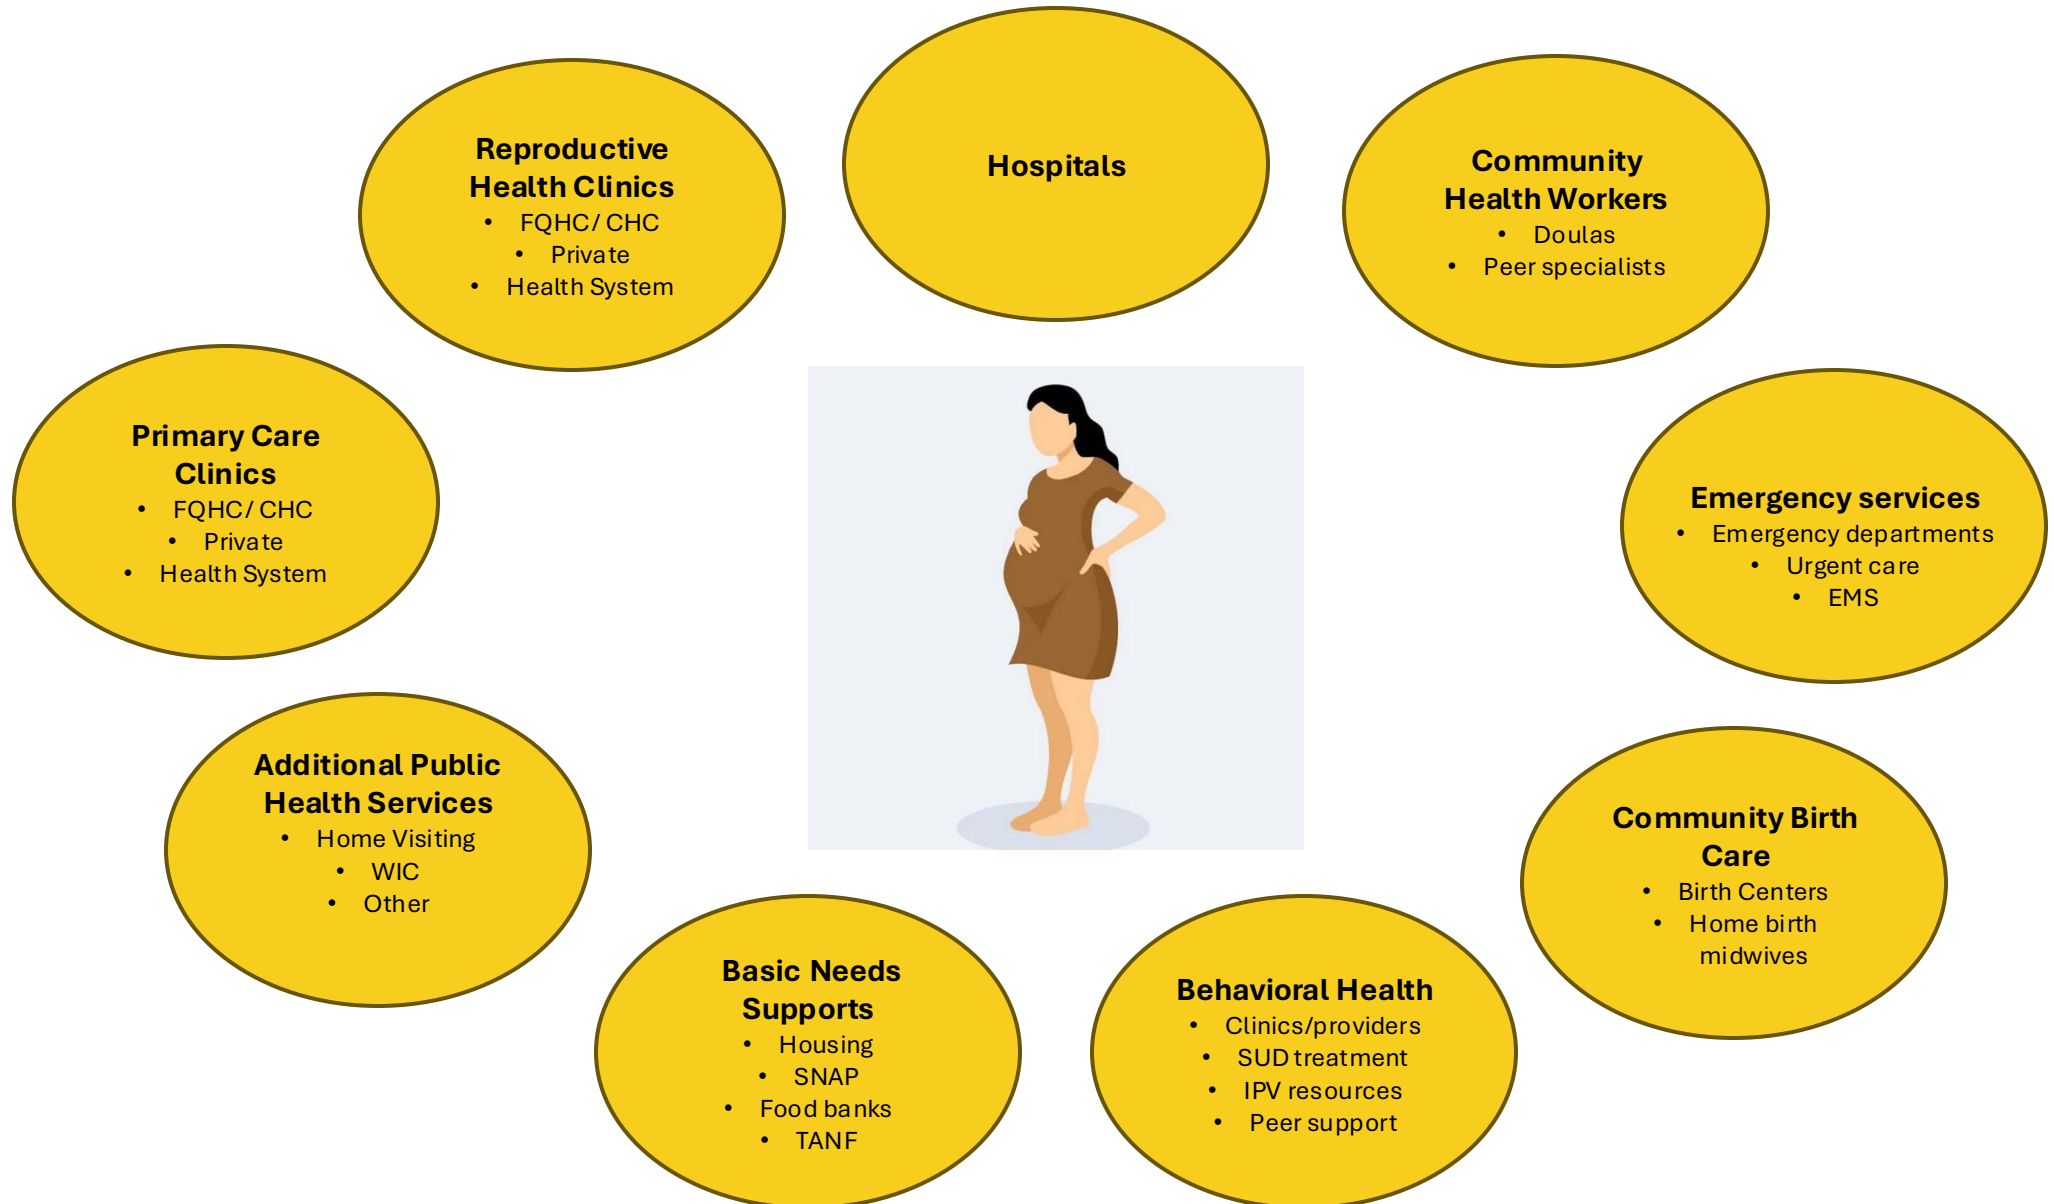 Hospitals
Reproductive
Health Clinics
• FQHC/ CHC
• Private
• Health System
Community
Health Workers
• Doulas
• Peer specialists
Primary Care
Clinics
• FQHC/ CHC
• Private
• Health System
Emergency services
• Emergency departments
• Urgent care
• EMS
Additional Public
Health Services
• Home Visiting
• WIC
• Other
Community Birth
Care
• Birth Centers
• Home birth
midwives
Basic Needs
Supports
• Housing
• SNAP
• Food banks
• TANF
Behavioral Health
• Clinics/providers
• SUD treatment
• IPV resources
• Peer support